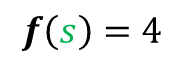 f(s) = 4